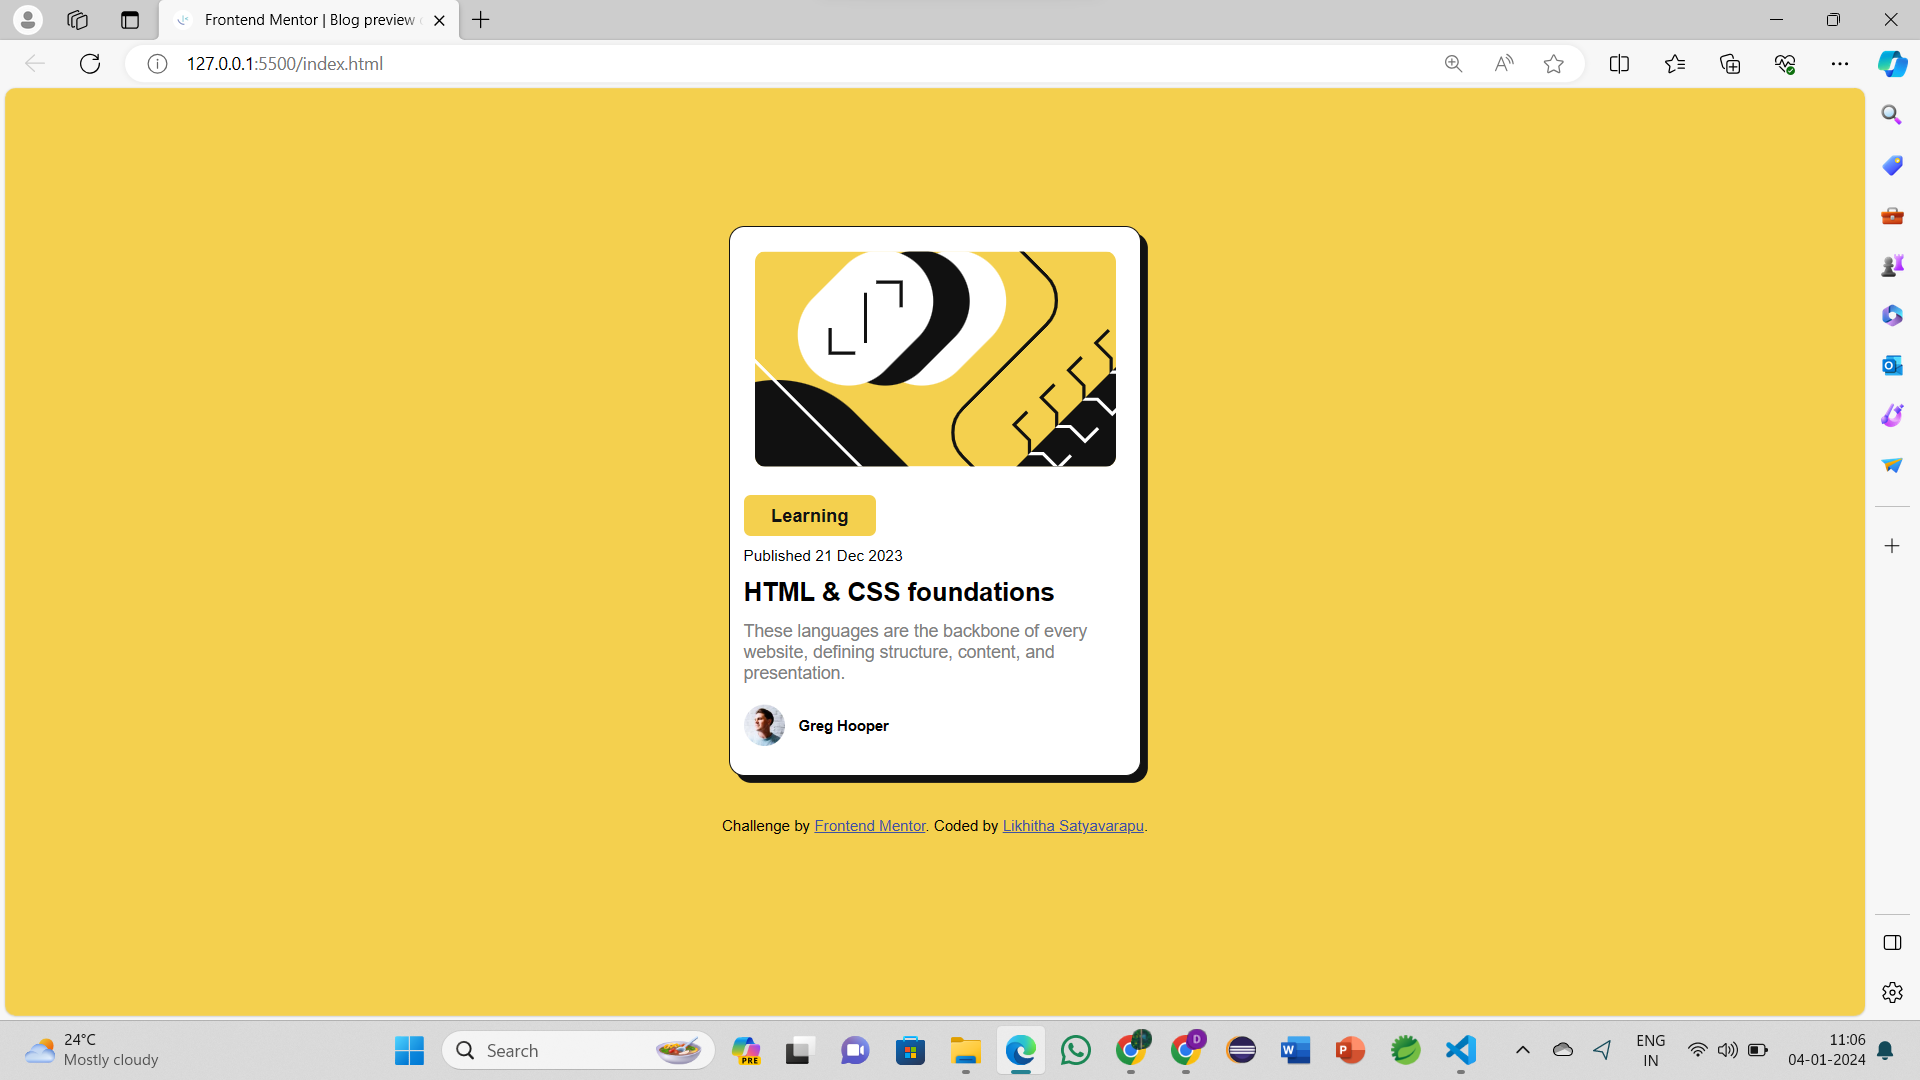 Frontend Mentor | Blog preview
127.0.0.1:5500/index.html
Learning
Published 21 Dec 2023
HTML & CSS foundations
These languages are the backbone of every
website, defining structure, content, and
presentation.
Greg Hooper
Challenge by Frontend Mentor. Coded by Likhitha Satyavarapu.
24°C
Mostly cloudy
Search
PRE
D
ENG
IN
11:06
04-01-2024